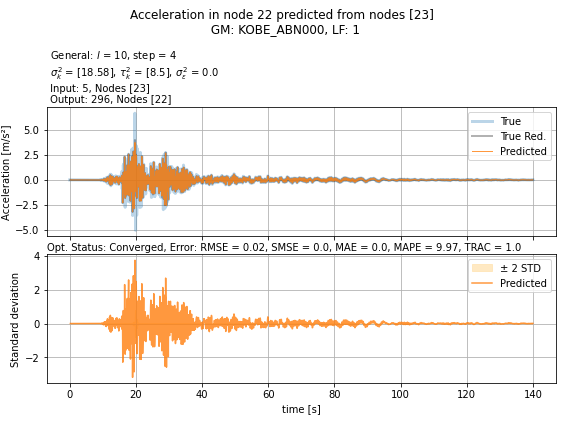 Acceleration in node 22 predicted from nodes [23]
GM: KOBE_ABN000, LF: 1
General: l = 10, step = 4
σ²ₖ = [18.58], τ²ₖ = [8.5], σ²ε = 0.0
Input: 5, Nodes [23]
Output: 296, Nodes [22]
Acceleration [m/s²]
5.0
2.5
0.0
−2.5
−5.0
True
True Red.
Predicted
Opt. Status: Converged, Error: RMSE = 0.02, SMSE = 0.0, MAE = 0.0, MAPE = 9.97, TRAC = 1.0
Standard deviation
4
2
0
−2
± 2 STD
Predicted
0 20 40 60 80 100 120 140
time [s]